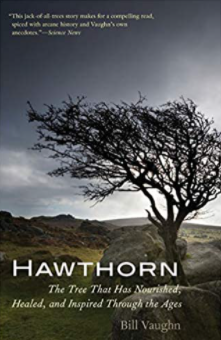 "This jack-of-all-trees story makes for a compelling read,
spiced with arcane history and Vaughn's own
anecdotes."—Science News
HAWTHORN
The Tree That Has Nourished,
Healed, and Inspired Through the Ages
Bill Vaughn